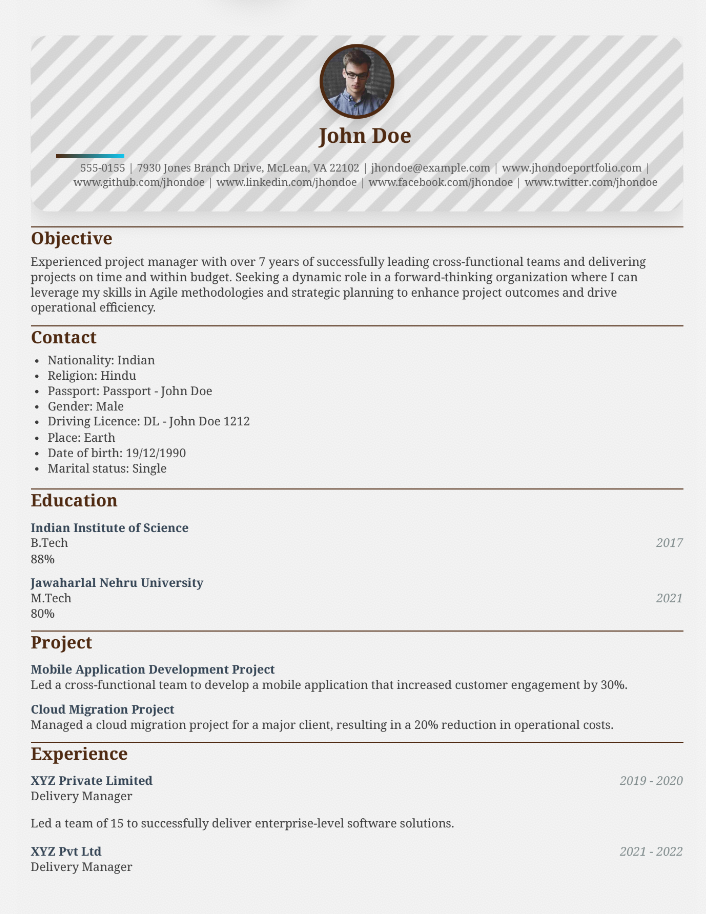 John Doe
555-0155 | 7930 Jones Branch Drive, McLean, VA 22102 | jhondoe@example.com | www.jhondoeportfolio.com |
www.github.com/jhondoe | www.linkedin.com/jhondoe | www.facebook.com/jhondoe | www.twitter.com/jhondoe
Objective
Experienced project manager with over 7 years of successfully leading cross-functional teams and delivering
projects on time and within budget. Seeking a dynamic role in a forward-thinking organization where I can
leverage my skills in Agile methodologies and strategic planning to enhance project outcomes and drive
operational efficiency.
Contact
• Nationality: Indian
• Religion: Hindu
• Passport: Passport - John Doe
• Gender: Male
• Driving Licence: DL - John Doe 1212
• Place: Earth
• Date of birth: 19/12/1990
• Marital status: Single
Education
Indian Institute of Science
B.Tech 2017
88%
Jawaharlal Nehru University
M.Tech 2021
80%
Project
Mobile Application Development Project
Led a cross-functional team to develop a mobile application that increased customer engagement by 30%.
Cloud Migration Project
Managed a cloud migration project for a major client, resulting in a 20% reduction in operational costs.
Experience
XYZ Private Limited 2019 - 2020
Delivery Manager
Led a team of 15 to successfully deliver enterprise-level software solutions.
XYZ Pvt Ltd 2021 - 2022
Delivery Manager